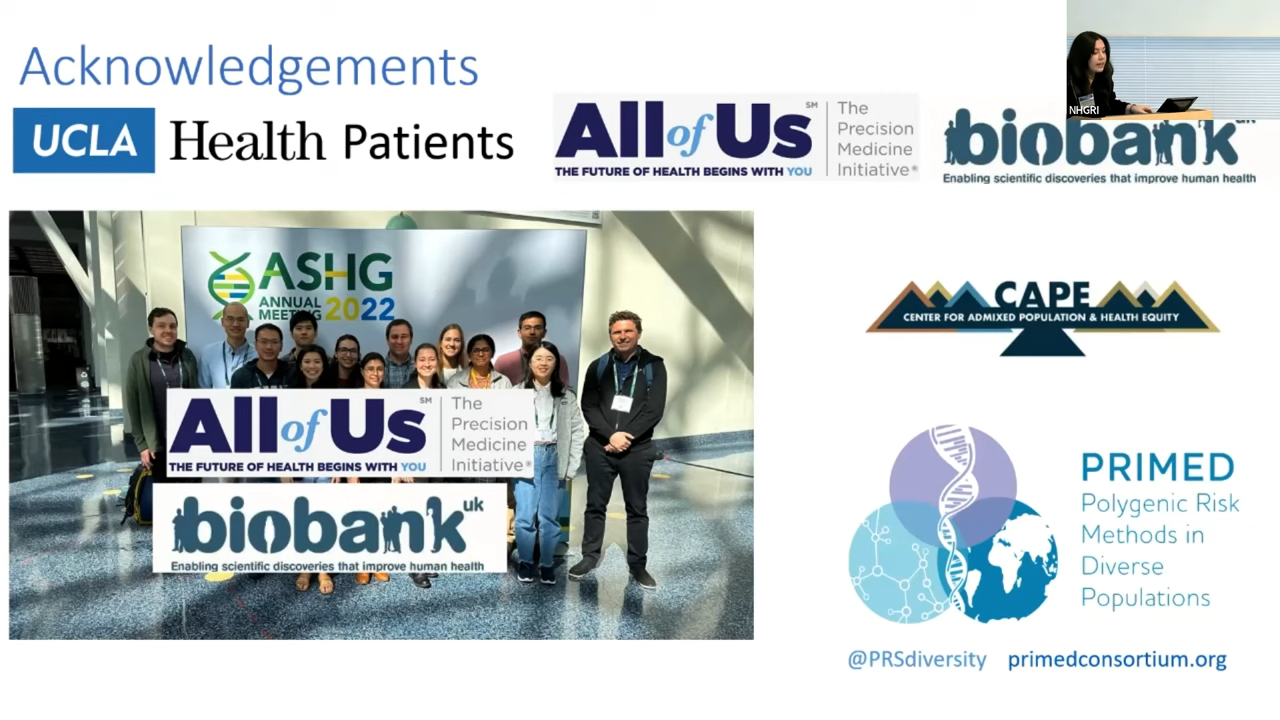 Acknowledgements
UCLA Health Patients
All of Us SM
THE FUTURE OF HEALTH BEGINS WITH YOU
The
Precision
Medicine
Initiative®
NHGRI
biobank uk
Enabling scientific discoveries that improve human health
ASHG
ANNUAL
MEETING 2022
All of Us SM
THE FUTURE OF HEALTH BEGINS WITH YOU
The
Precision
Medicine
Initiative®
biobank uk
Enabling scientific discoveries that improve human health
CAPE
CENTER FOR ADMIXED POPULATION & HEALTH EQUITY
PRIMED
Polygenic Risk
Methods in
Diverse
Populations
@PRSdiversity primedconsortium.org